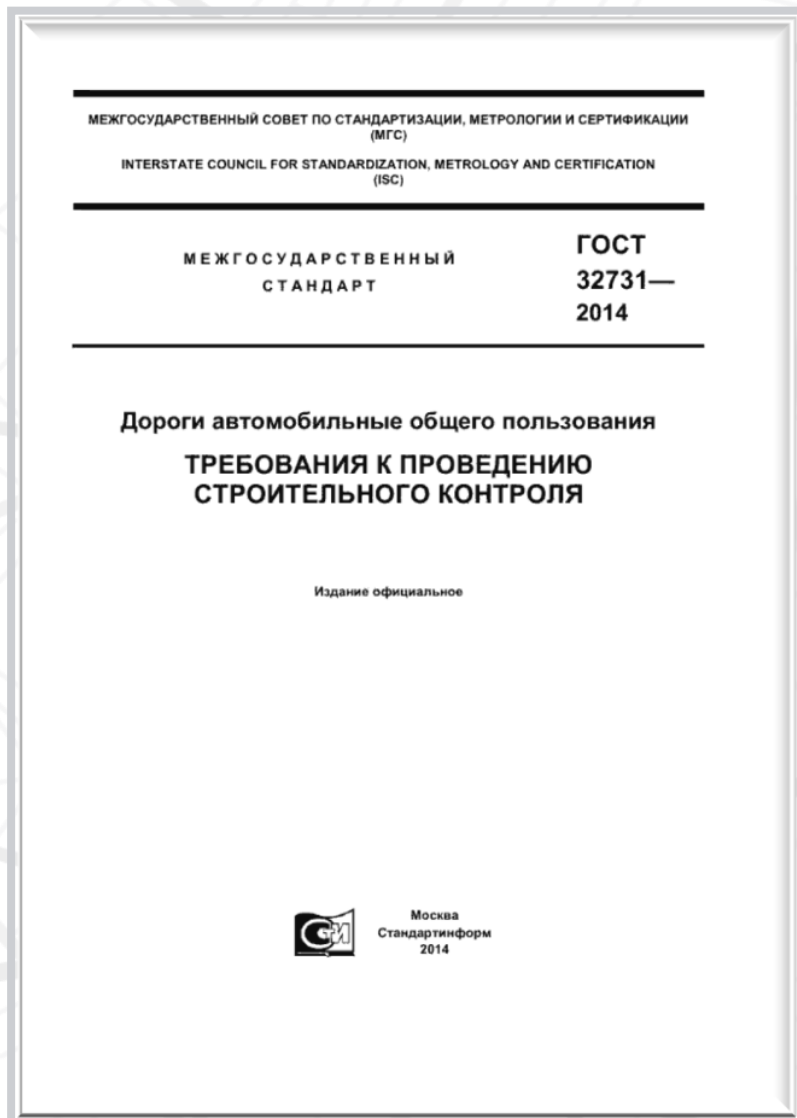 МЕЖГОСУДАРСТВЕННЫЙ СОВЕТ ПО СТАНДАРТИЗАЦИИ, МЕТРОЛОГИИ И СЕРТИФИКАЦИИ
(МГС)
INTERSTATE COUNCIL FOR STANDARDIZATION, METROLOGY AND CERTIFICATION
(ISC)
МЕЖГОСУДАРСТВЕННЫЙ
СТАНДАРТ
ГОСТ
32731—
2014
Дороги автомобильные общего пользования
ТРЕБОВАНИЯ К ПРОВЕДЕНИЮ
СТРОИТЕЛЬНОГО КОНТРОЛЯ
Издание официальное
Москва
Стандартинформ
2014